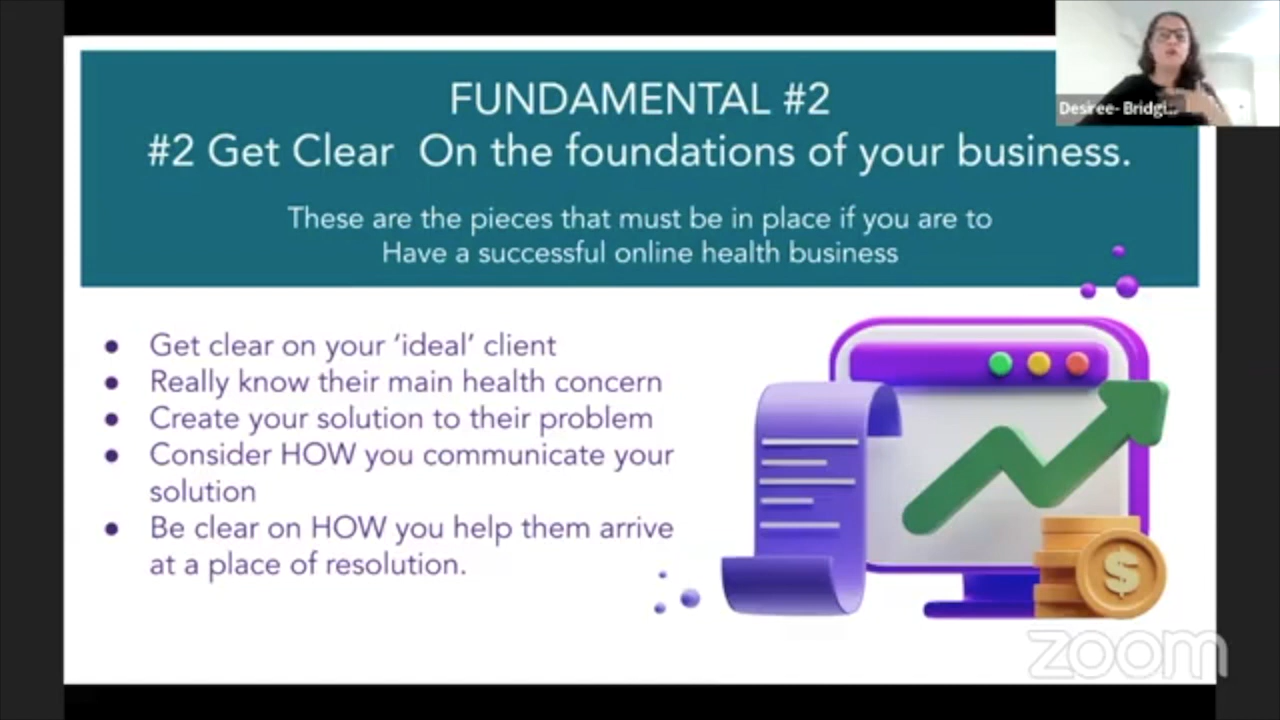 FUNDAMENTAL #2
#2 Get Clear  On the foundations of your business.
These are the pieces that must be in place if you are to
Have a successful online health business
Desiree- Bridgi...
● Get clear on your ‘ideal’ client
● Really know their main health concern
● Create your solution to their problem
● Consider HOW you communicate your
solution
● Be clear on HOW you help them arrive
at a place of resolution.
$
zoom